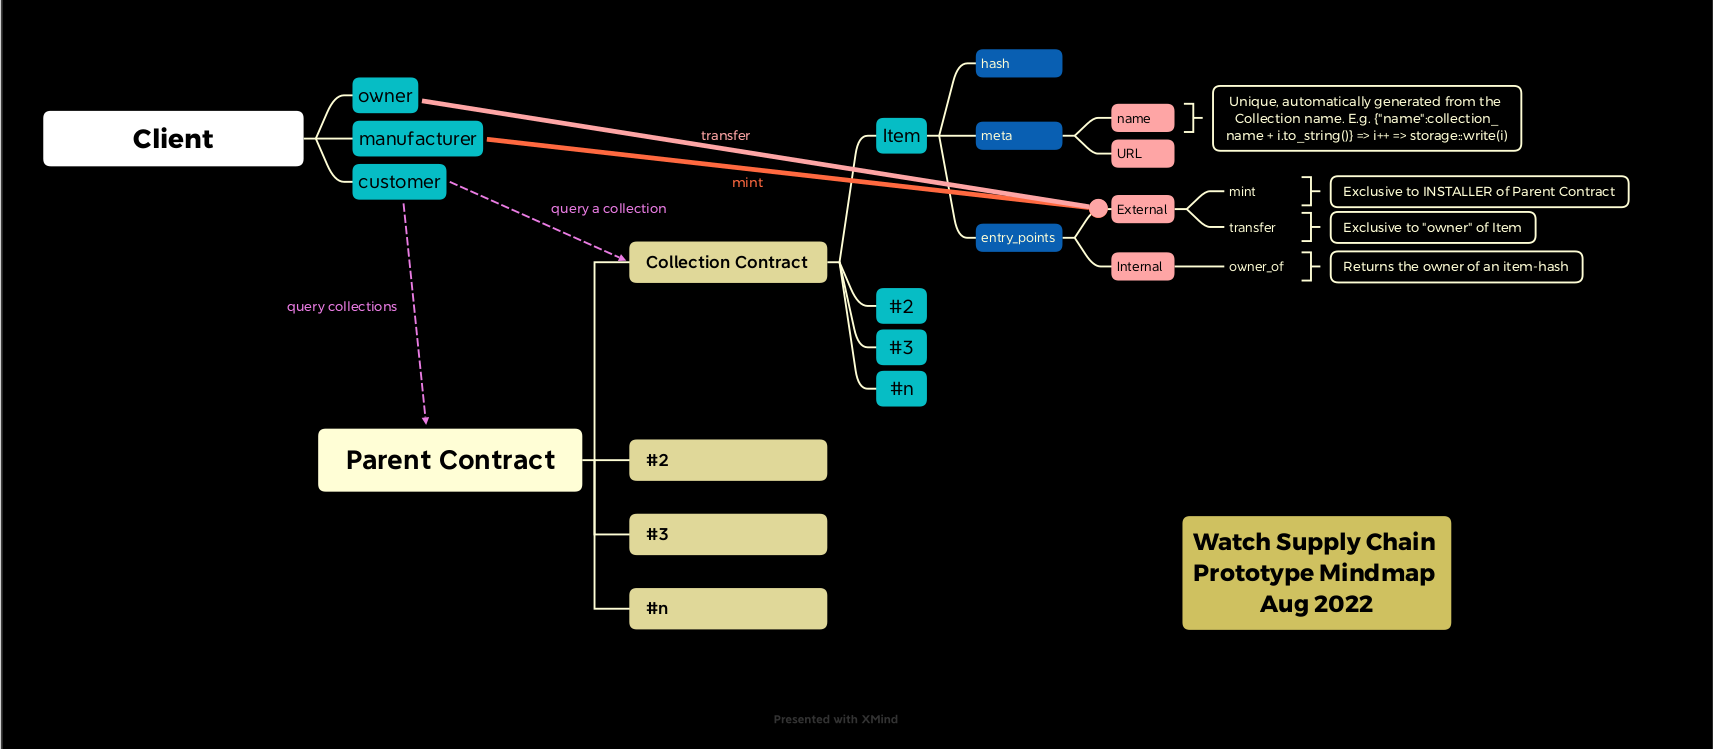 Client
owner
manufacturer
customer
transfer
mint
query a collection
query collections
Parent Contract
Collection Contract
#2
#3
#n
Item
#2
#3
#n
hash
meta
entry_points
name
URL
External
Internal
mint
transfer
owner_of
Unique, automatically generated from the
Collection name. E.g. {"name":collection_
name + i.to_string()} => i++ => storage::write(i)
Exclusive to INSTALLER of Parent Contract
Exclusive to "owner" of Item
Returns the owner of an item-hash
Watch Supply Chain
Prototype Mindmap
Aug 2022
Presented with XMind